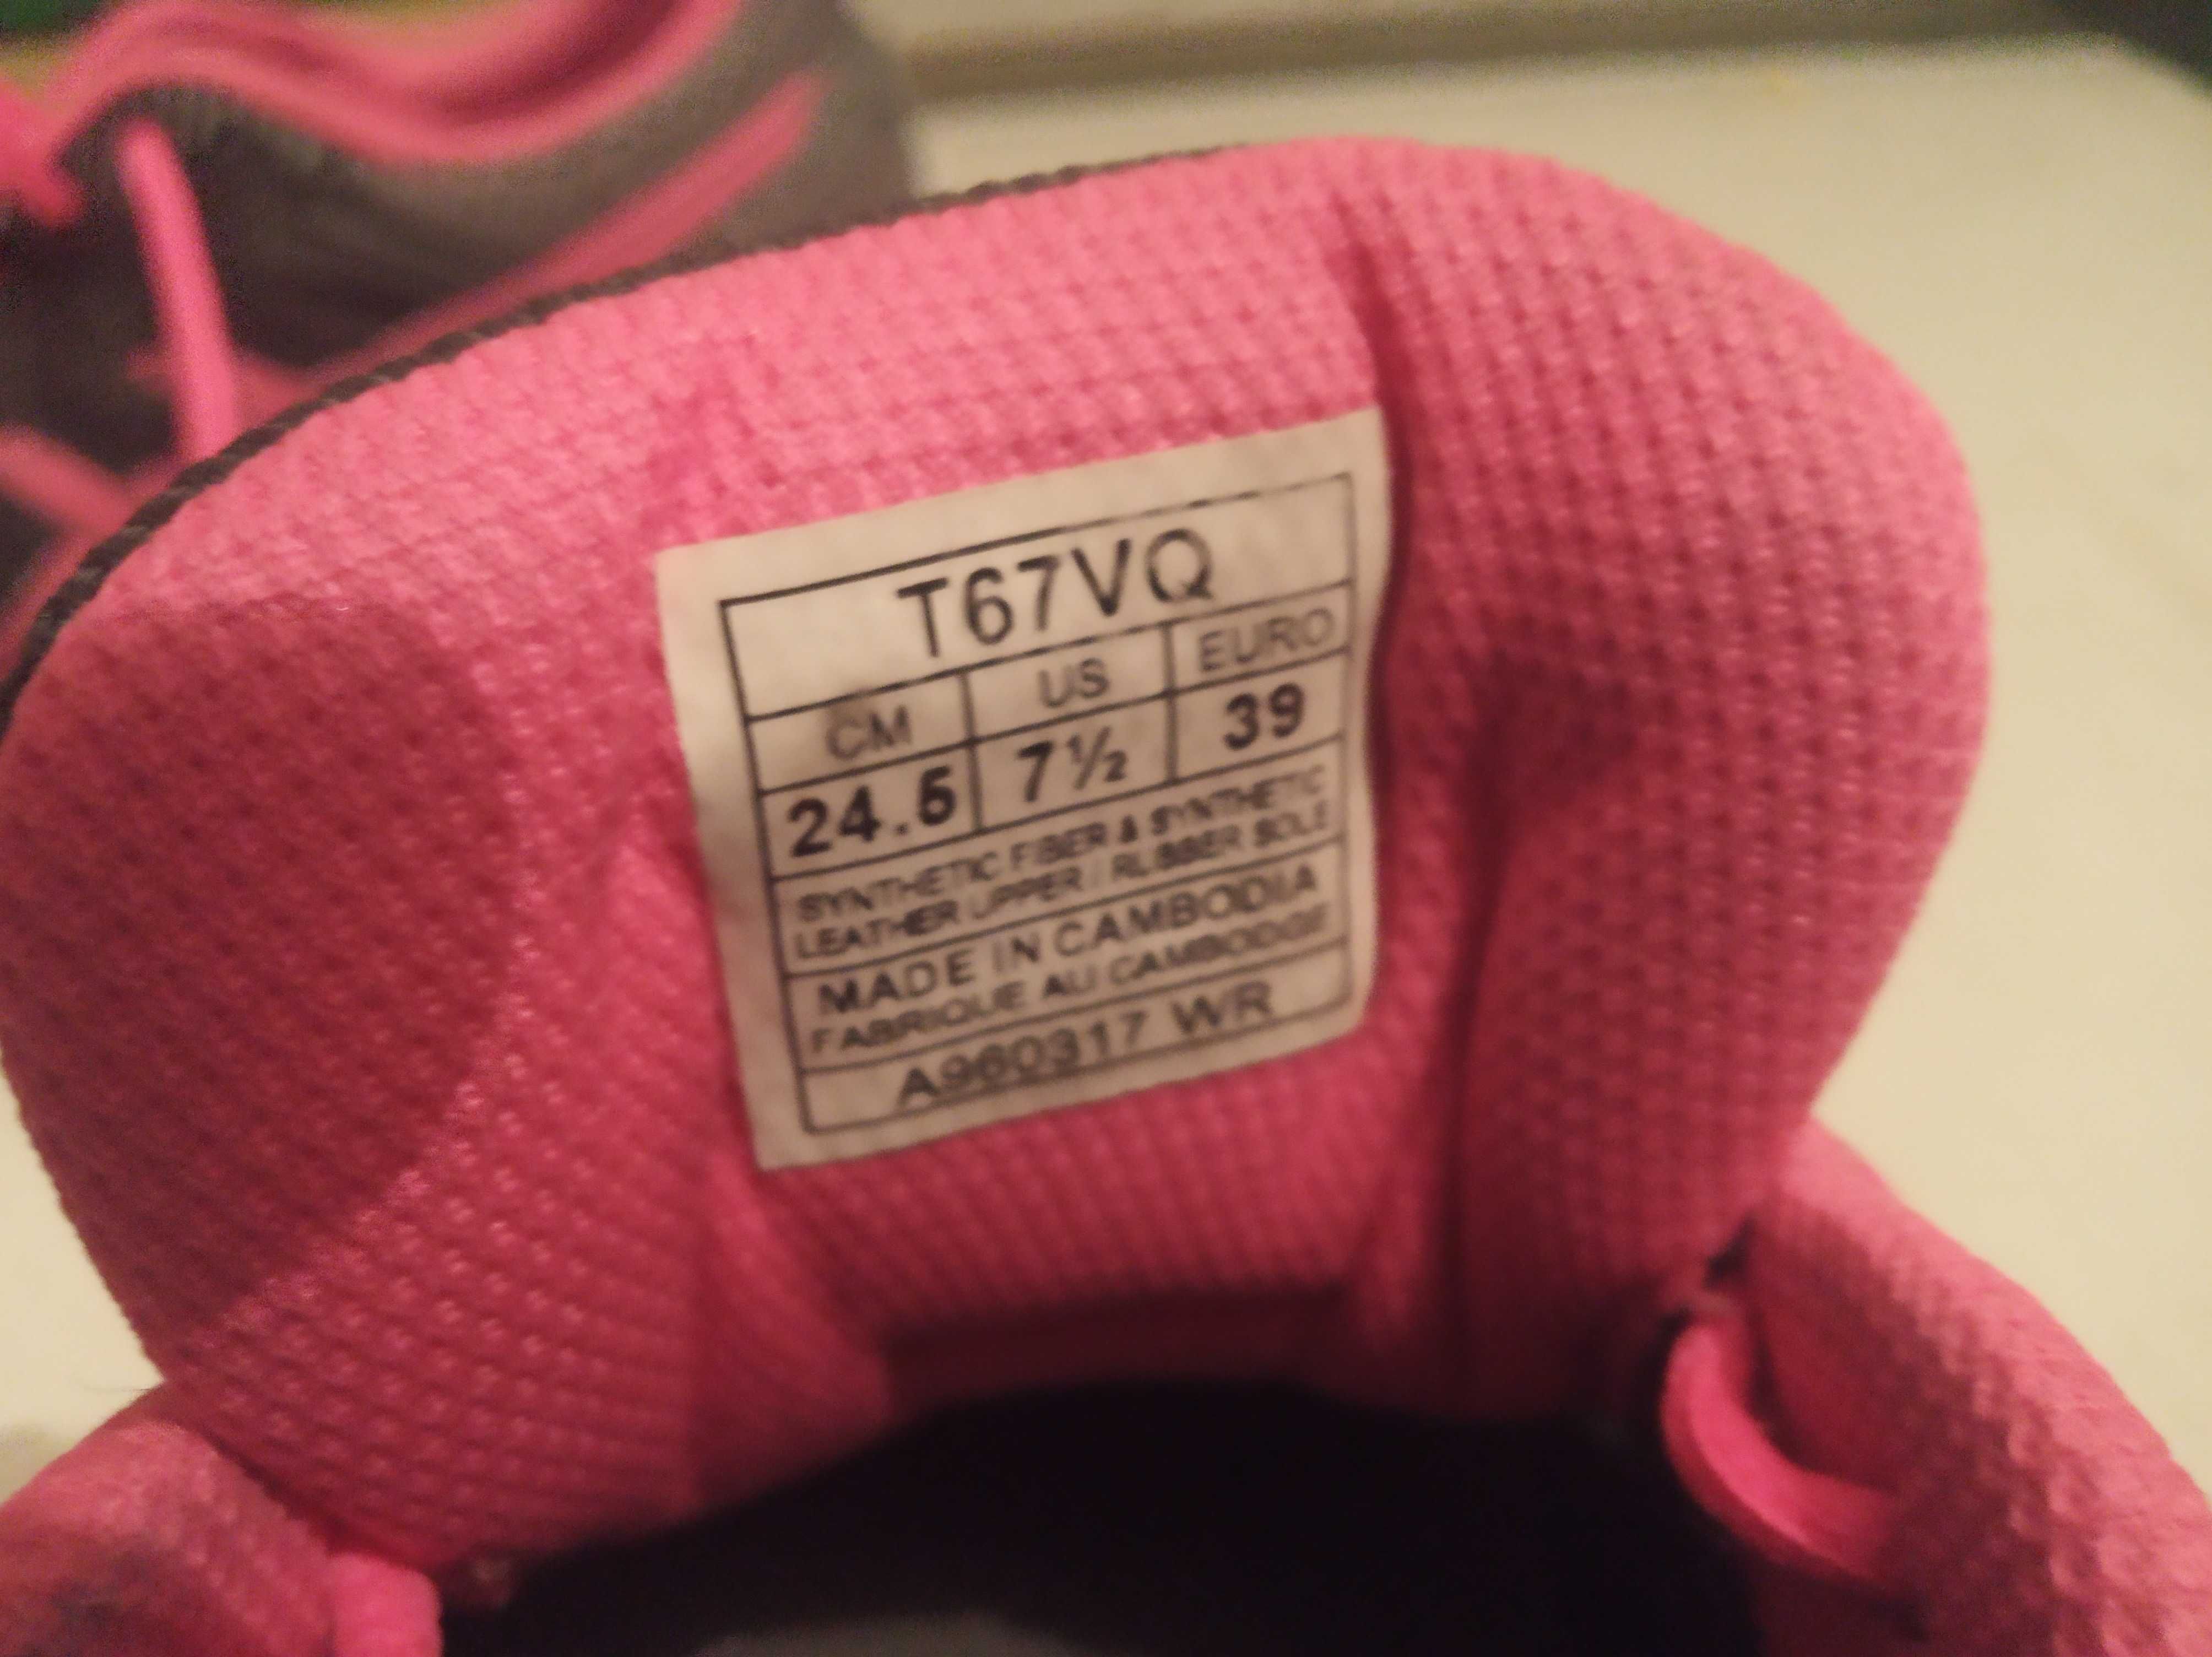 T67VQ
CM US EURO
24.5 7½ 39
SYNTHETIC FIBER & SYNTHETIC
LEATHER UPPER / RUBBER SOLE
MADE IN CAMBODIA
FABRIQUE AU CAMBODGE
A960317 WR